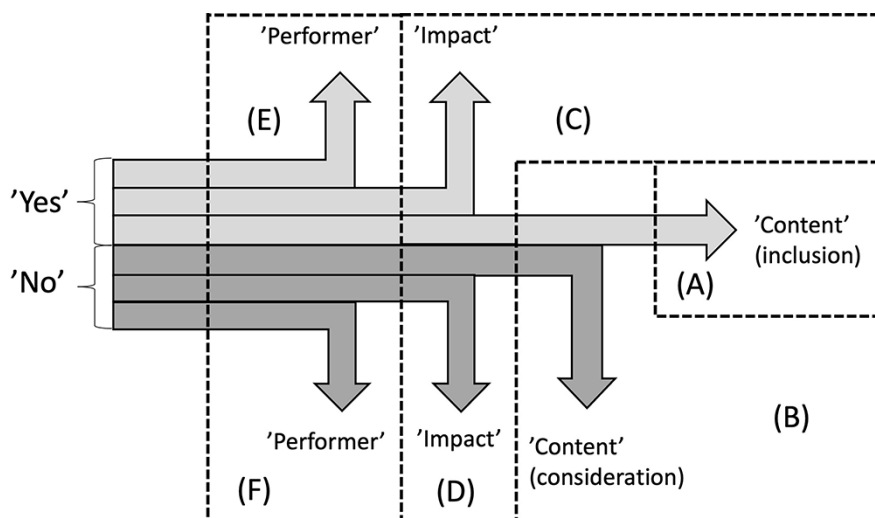 ’Performer’
’Impact’
(E)
(C)
’Yes’
’Content’
(inclusion)
’No’
(A)
(B)
’Performer’
’Impact’
’Content’
(consideration)
(F)
(D)